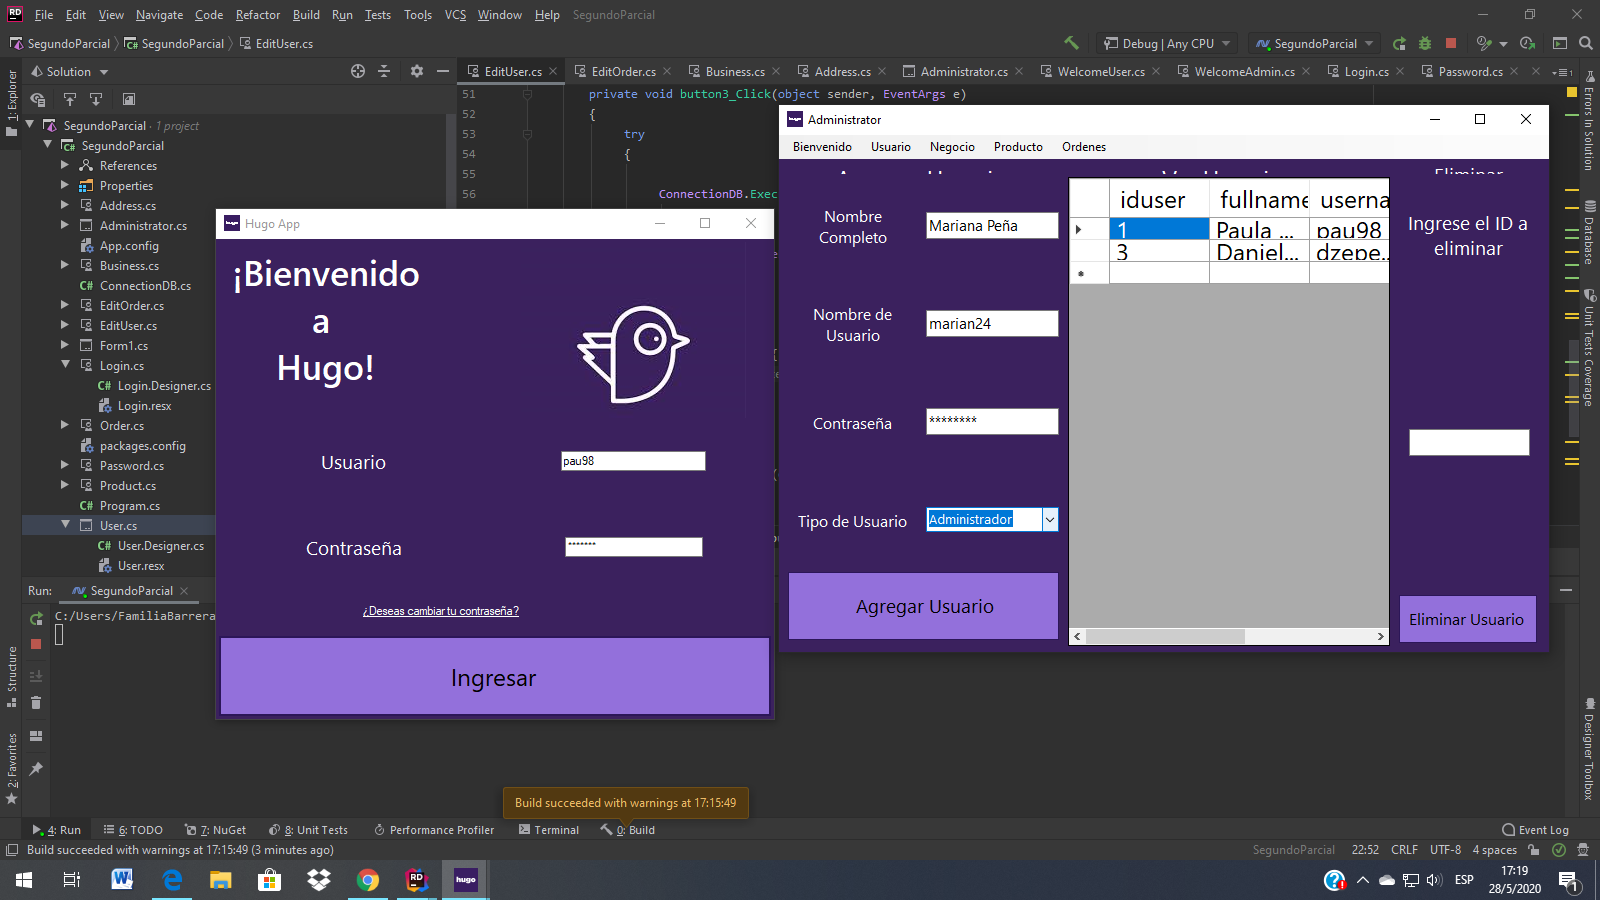 File Edit View Navigate Code Refactor Build Run Tests Tools VCS Window Help SegundoParcial
SegundoParcial SegundoParcial EditUser.cs Debug | Any CPU SegundoParcial
Solution
EditUser.cs EditOrder.cs Business.cs Address.cs Administrator.cs WelcomeUser.cs WelcomeAdmin.cs Login.cs Password.cs
1: Explorer
SegundoParcial · 1 project
SegundoParcial
References
Properties
Address.cs
Administrator.cs
App.config
Business.cs
ConnectionDB.cs
EditOrder.cs
EditUser.cs
Form1.cs
Login.cs
Login.Designer.cs
Login.resx
Order.cs
packages.config
Password.cs
Product.cs
Program.cs
User.cs
User.Designer.cs
User.resx
51 private void button3_Click(object sender, EventArgs e)
52 {
53 try
54 {
55
56 ConnectionDB.Exec
hugo Hugo App
¡Bienvenido
a
Hugo!
Usuario pau98
Contraseña *******
¿Deseas cambiar tu contraseña?
Ingresar
hugo Administrator
Bienvenido Usuario Negocio Producto Ordenes
Nombre
Completo
Mariana Peña
Nombre de
Usuario
marian24
Contraseña ********
Tipo de Usuario Administrador
Agregar Usuario
iduser fullname userna
1 Paula ... pau98
3 Daniel... dzepe..
Eliminar
Ingrese el ID a
eliminar
Eliminar Usuario
Errors In Solution
Database
Unit Tests Coverage
Designer Toolbox
Run: SegundoParcial
C:/Users/FamiliaBarrera
Structure
2: Favorites
Build succeeded with warnings at 17:15:49
4: Run 6: TODO 7: NuGet 8: Unit Tests Performance Profiler Terminal 0: Build Event Log
Build succeeded with warnings at 17:15:49 (3 minutes ago) SegundoParcial 22:52 CRLF UTF-8 4 spaces
hugo
ESP
17:19
28/5/2020
1